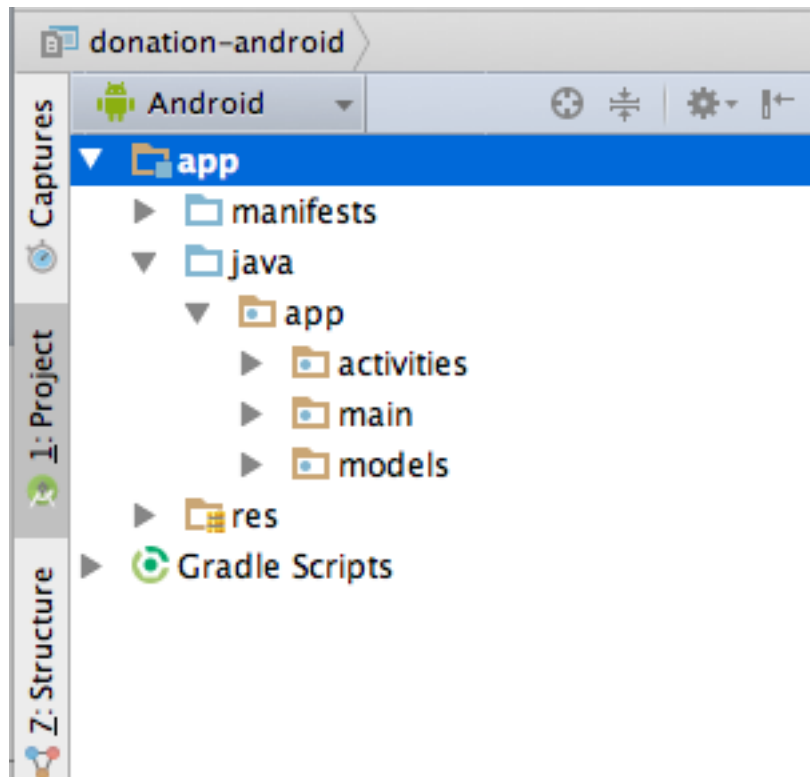 donation-android
Android
app
manifests
java
app
activities
main
models
res
Gradle Scripts
Captures
1: Project
7: Structure